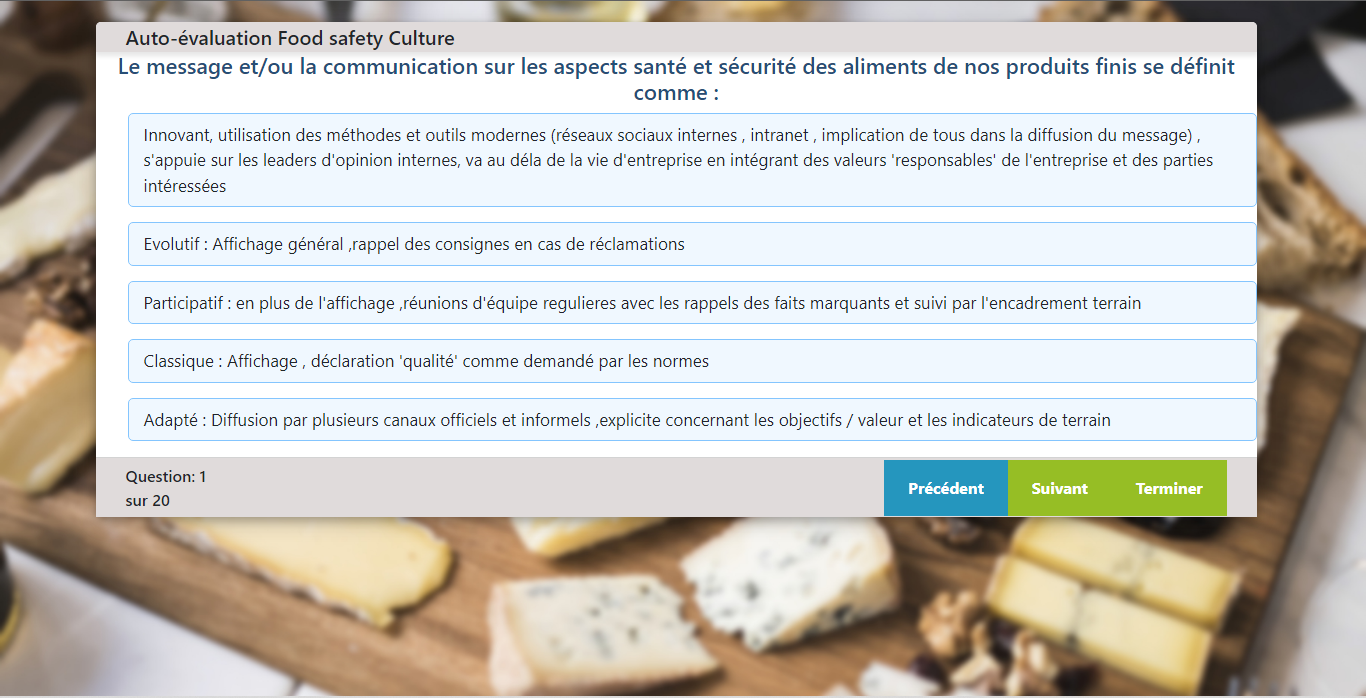 Auto-évaluation Food safety Culture
Le message et/ou la communication sur les aspects santé et sécurité des aliments de nos produits finis se définit
comme :
Innovant, utilisation des méthodes et outils modernes (réseaux sociaux internes , intranet , implication de tous dans la diffusion du message) ,
s'appuie sur les leaders d'opinion internes, va au déla de la vie d'entreprise en intégrant des valeurs 'responsables' de l'entreprise et des parties
intéressées
Evolutif : Affichage général ,rappel des consignes en cas de réclamations
Participatif : en plus de l'affichage ,réunions d'équipe regulieres avec les rappels des faits marquants et suivi par l'encadrement terrain
Classique : Affichage , déclaration 'qualité' comme demandé par les normes
Adapté : Diffusion par plusieurs canaux officiels et informels ,explicite concernant les objectifs / valeur et les indicateurs de terrain
Question: 1
sur 20
Précédent
Suivant
Terminer